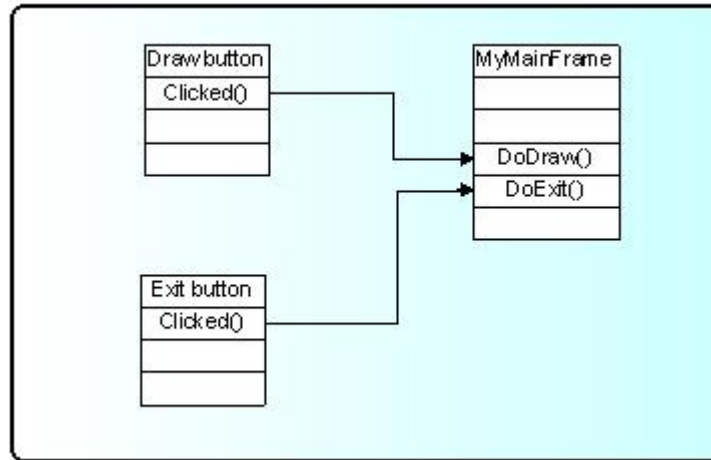 Draw button
Clicked()
MyMainFrame
DoDraw()
DoExit()
Exit button
Clicked()